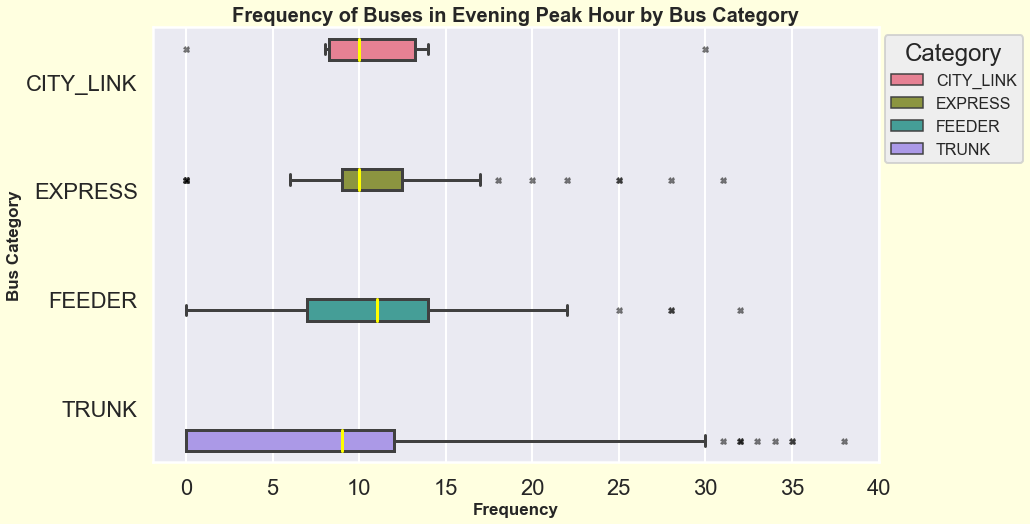 Frequency of Buses in Evening Peak Hour by Bus Category
Category
CITY_LINK
EXPRESS
FEEDER
TRUNK
Bus Category
CITY_LINK
EXPRESS
FEEDER
TRUNK
0 5 10 15 20 25 30 35 40
Frequency